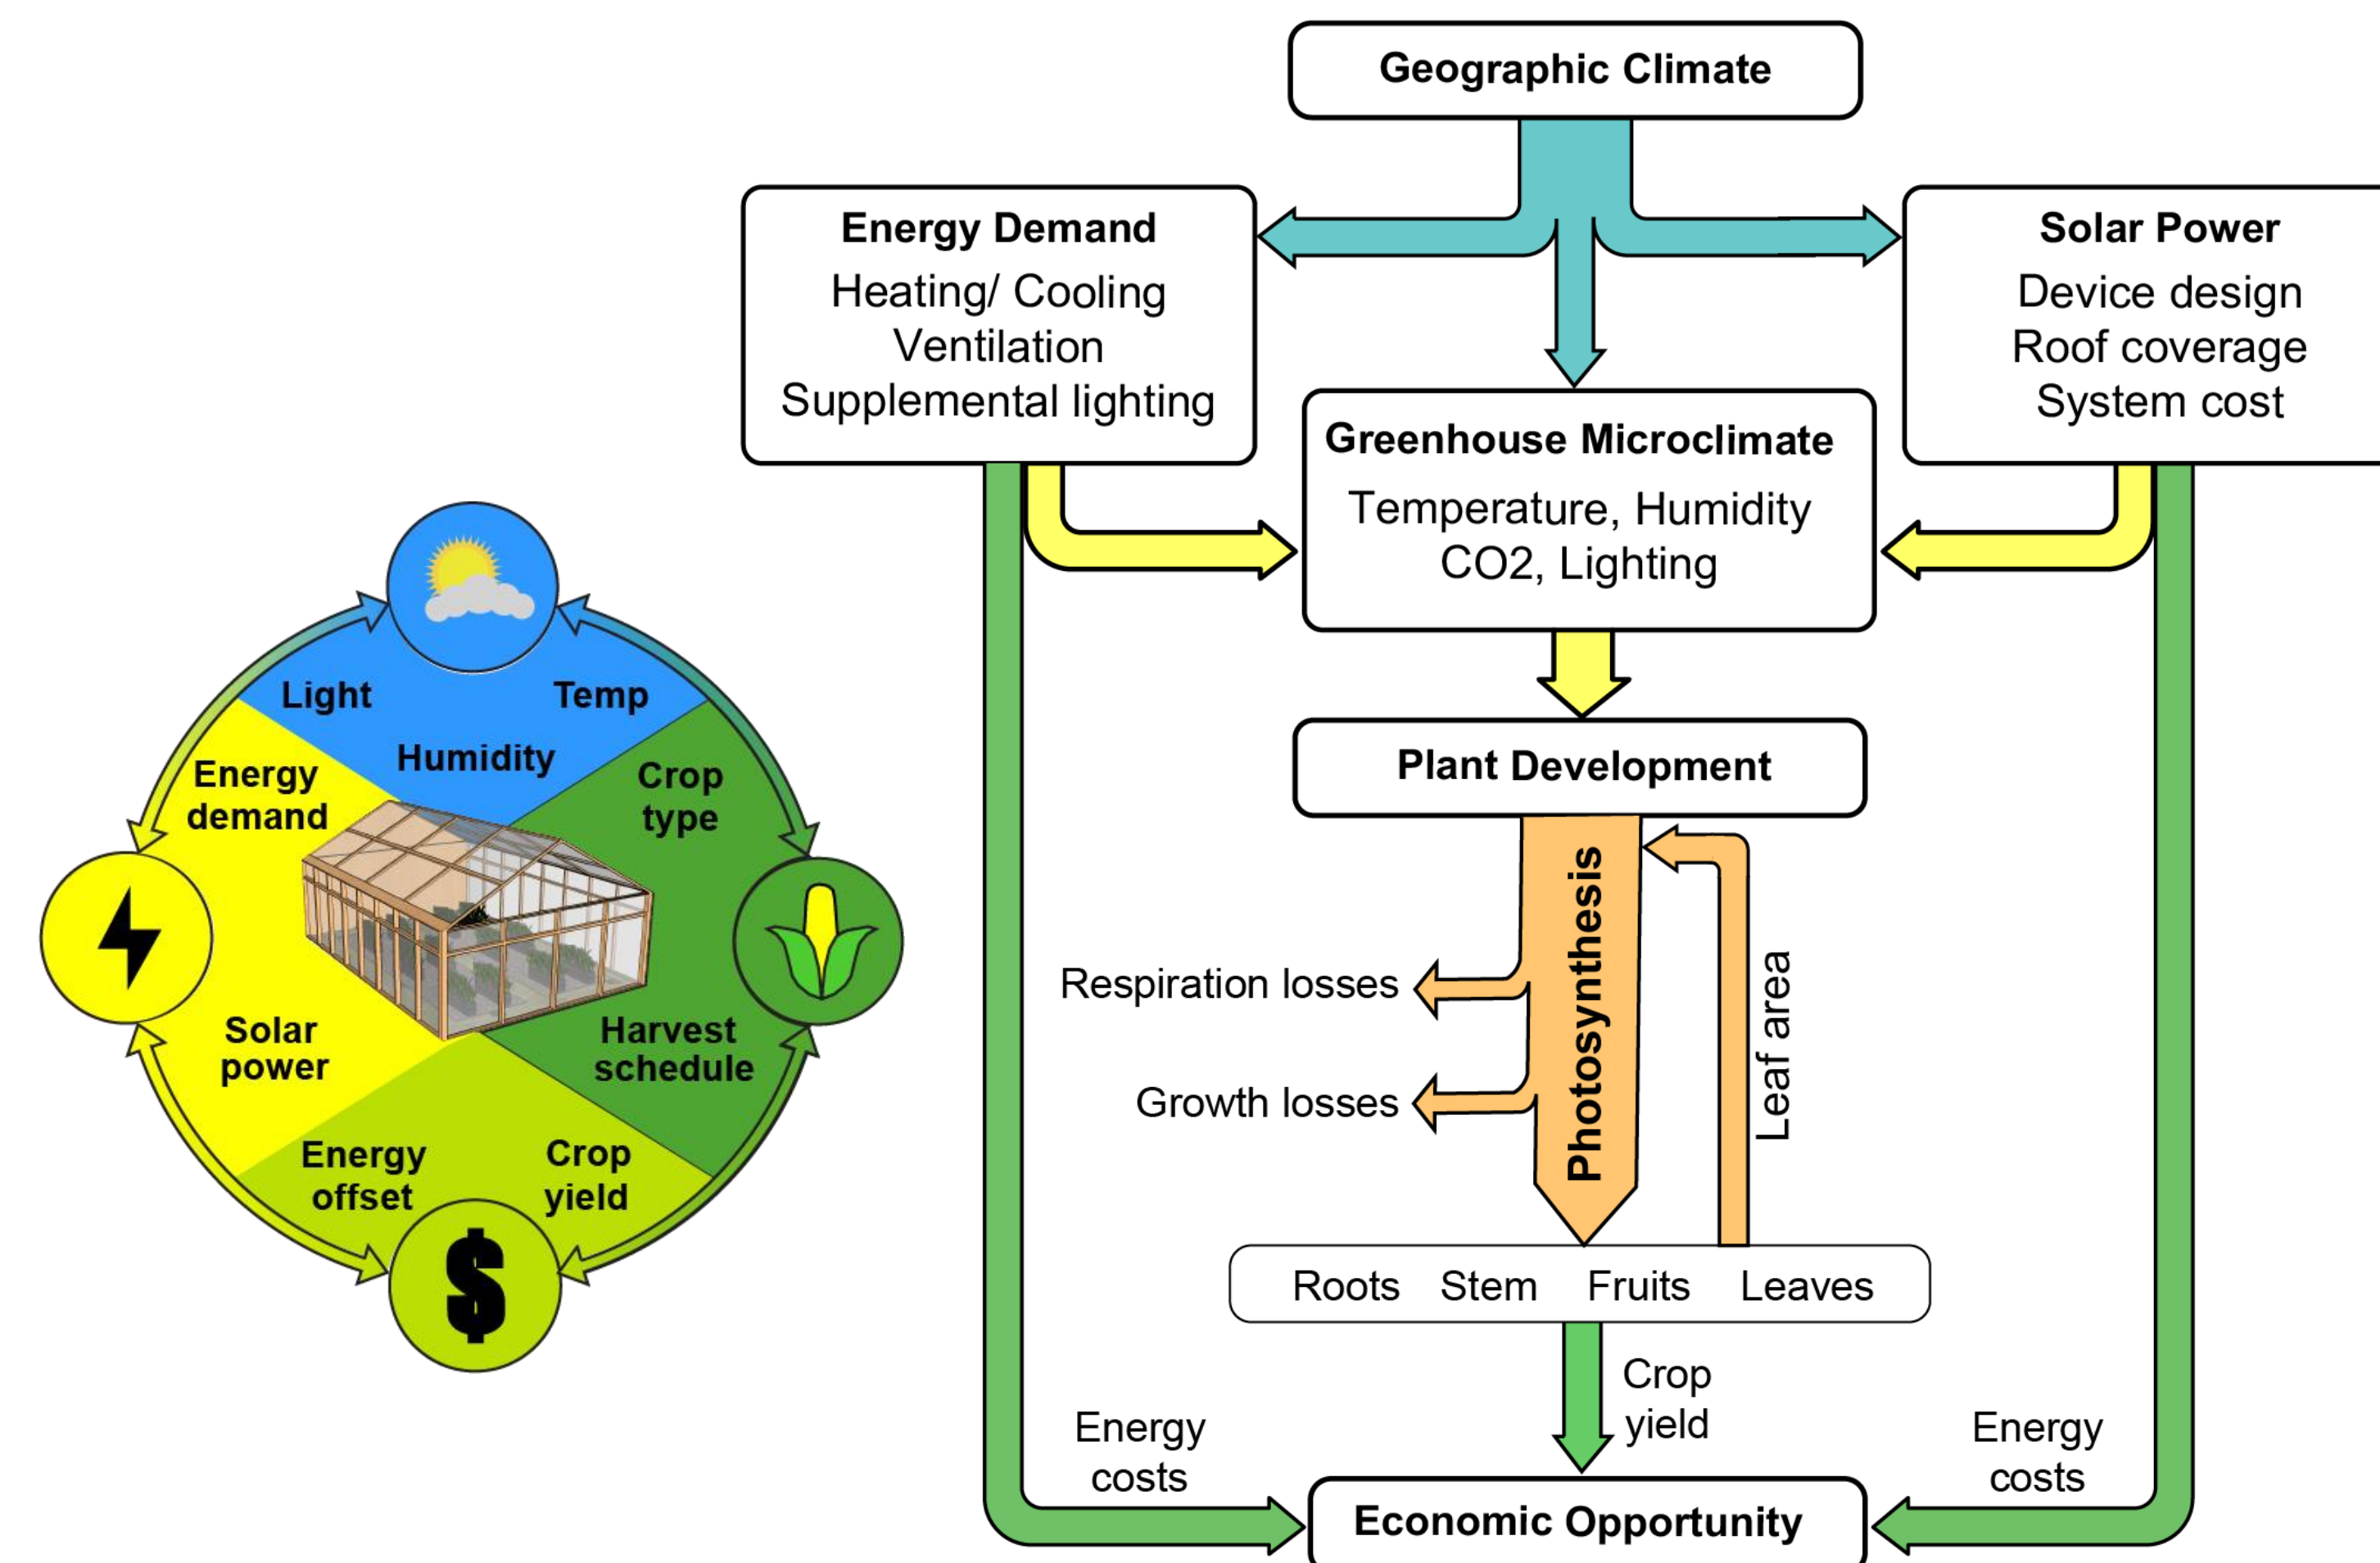 Geographic Climate
Energy Demand
Heating/ Cooling
Ventilation
Supplemental lighting
Solar Power
Device design
Roof coverage
System cost
Greenhouse Microclimate
Temperature, Humidity
CO2, Lighting
Plant Development
Photosynthesis
Leaf area
Respiration losses
Growth losses
Roots Stem Fruits Leaves
Crop
yield
Energy
costs
Energy
costs
Economic Opportunity
Light
Temp
Humidity
Energy
demand
Crop
type
Solar
power
Harvest
schedule
Energy
offset
Crop
yield
$